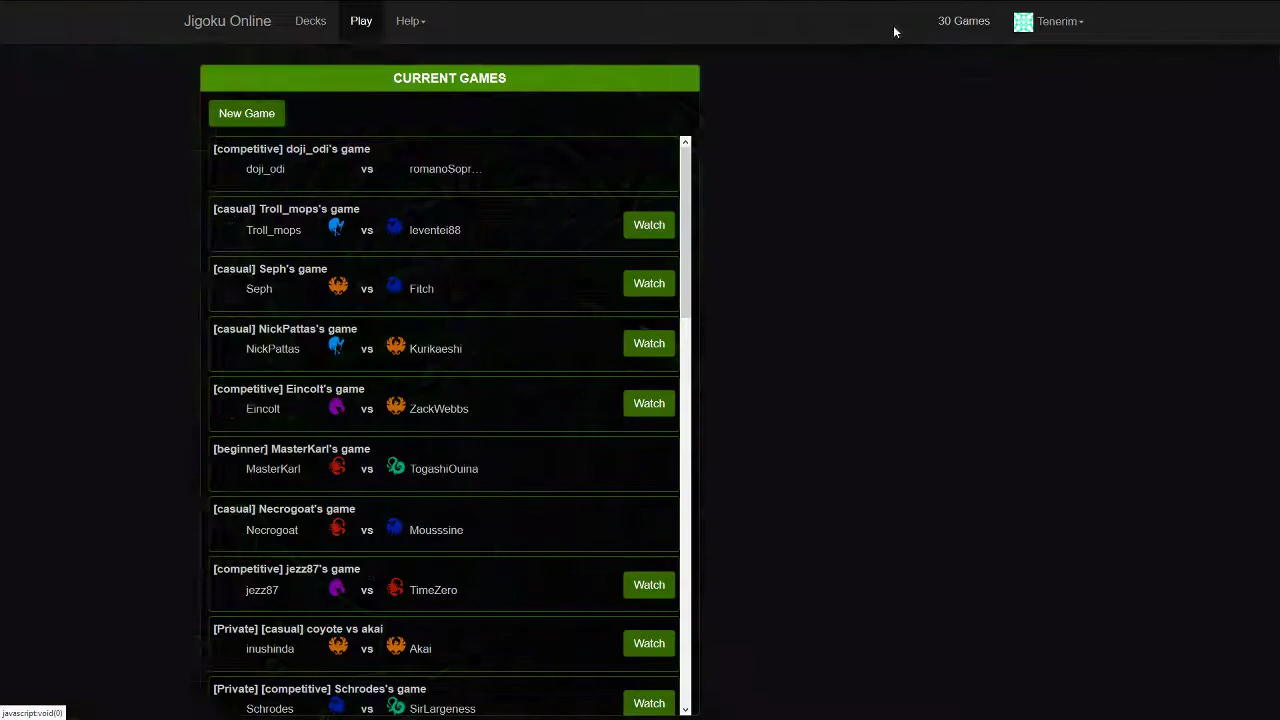 Jigoku Online Decks Play Help 30 Games Tenerim
CURRENT GAMES
New Game
[competitive] doji_odi's game
doji_odi vs romanoSopr...
[casual] Troll_mops's game
Troll_mops vs leventei88 Watch
[casual] Seph's game
Seph vs Fitch Watch
[casual] NickPattas's game
NickPattas vs Kurikaeshi Watch
[competitive] Eincolt's game
Eincolt vs ZackWebbs Watch
[beginner] MasterKarl's game
MasterKarl vs TogashiOuina
[casual] Necrogoat's game
Necrogoat vs Mousssine
[competitive] jezz87's game
jezz87 vs TimeZero Watch
[Private] [casual] coyote vs akai
inushinda vs Akai Watch
[Private] [competitive] Schrodes's game
Schrodes vs SirLargeness Watch
javascript:void(0)